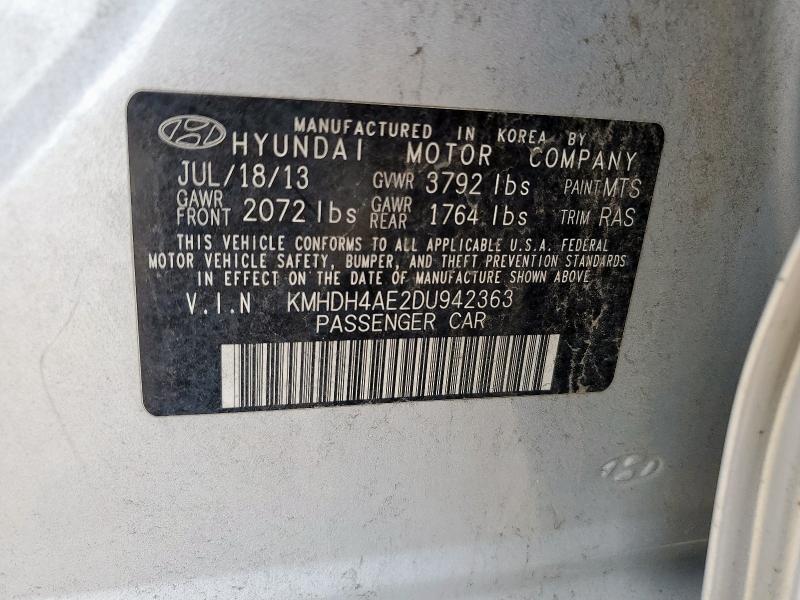 MANUFACTURED IN KOREA BY
HYUNDAI MOTOR COMPANY
JUL/18/13 GVWR 3792 lbs PAINT MTS
GAWR FRONT 2072 lbs GAWR REAR 1764 lbs TRIM RAS
THIS VEHICLE CONFORMS TO ALL APPLICABLE U.S.A. FEDERAL
MOTOR VEHICLE SAFETY, BUMPER, AND THEFT PREVENTION STANDARDS
IN EFFECT ON THE DATE OF MANUFACTURE SHOWN ABOVE
V.I.N KMHDH4AE2DU942363
PASSENGER CAR